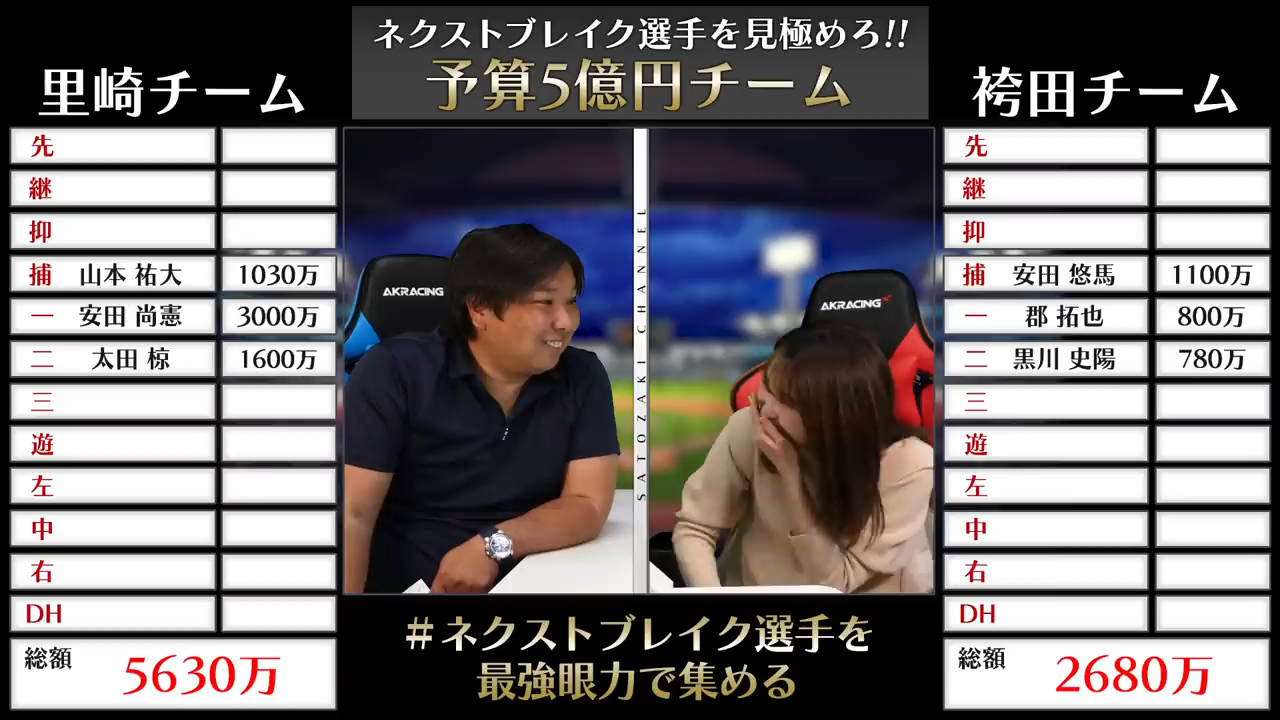 ネクストブレイク選手を見極めろ!!
予算5億円チーム
里崎チーム
先
継
抑
捕 山本 祐大 1030万
一 安田 尚憲 3000万
二 太田 椋 1600万
三
遊
左
中
右
DH
総額 5630万
AKRACING
SATOZAKI CHANNEL
AKRACING
#ネクストブレイク選手を
最強眼力で集める
袴田チーム
先
継
抑
捕 安田 悠馬 1100万
一 郡 拓也 800万
二 黒川 史陽 780万
三
遊
左
中
右
DH
総額 2680万